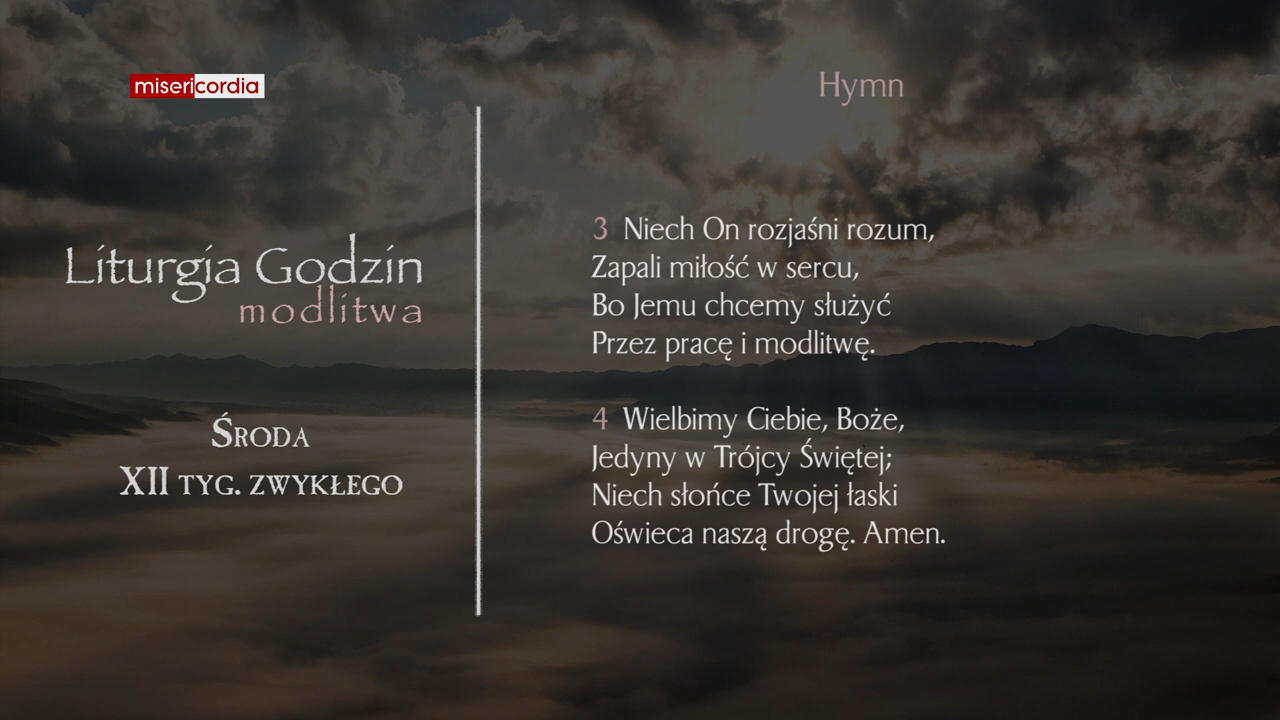 misericordia
Liturgia Godzin
modlitwa
Środa
XII tyg. zwykłego
Hymn
3 Niech On rozjaśni rozum,
Zapali miłość w sercu,
Bo Jemu chcemy służyć
Przez pracę i modlitwę.
4 Wielbimy Ciebie, Boże,
Jedyny w Trójcy Świętej;
Niech słońce Twojej łaski
Oświeca naszą drogę. Amen.